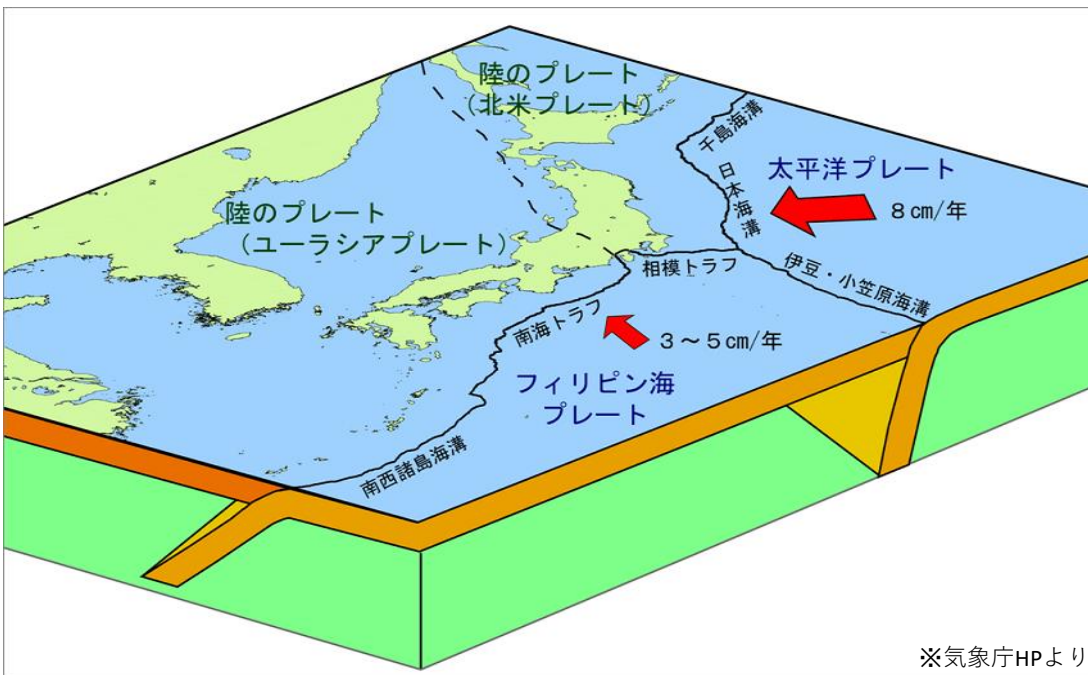 陸のプレート
（北米プレート）
千島海溝
日本海溝
太平洋プレート
８㎝/年
陸のプレート
（ユーラシアプレート）
相模トラフ
伊豆・小笠原海溝
南海トラフ
３～５㎝/年
フィリピン海
プレート
南西諸島海溝
※気象庁HPより